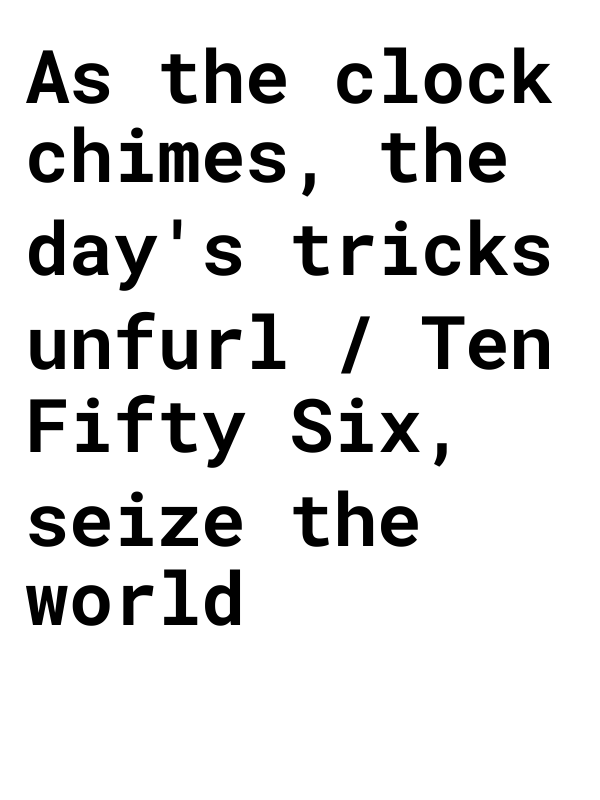 As the clock
chimes, the
day's tricks
unfurl / Ten
Fifty Six,
seize the
world